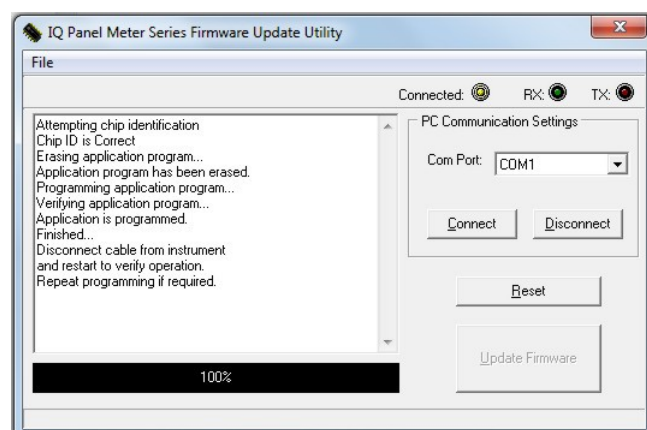 IQ Panel Meter Series Firmware Update Utility
File
Connected: RX: TX:
Attempting chip identification
Chip ID is Correct
Erasing application program...
Application program has been erased.
Programming application program...
Verifying application program...
Application is programmed.
Finished...
Disconnect cable from instrument
and restart to verify operation.
Repeat programming if required.
100%
PC Communication Settings
Com Port: COM1
Connect Disconnect
Reset
Update Firmware